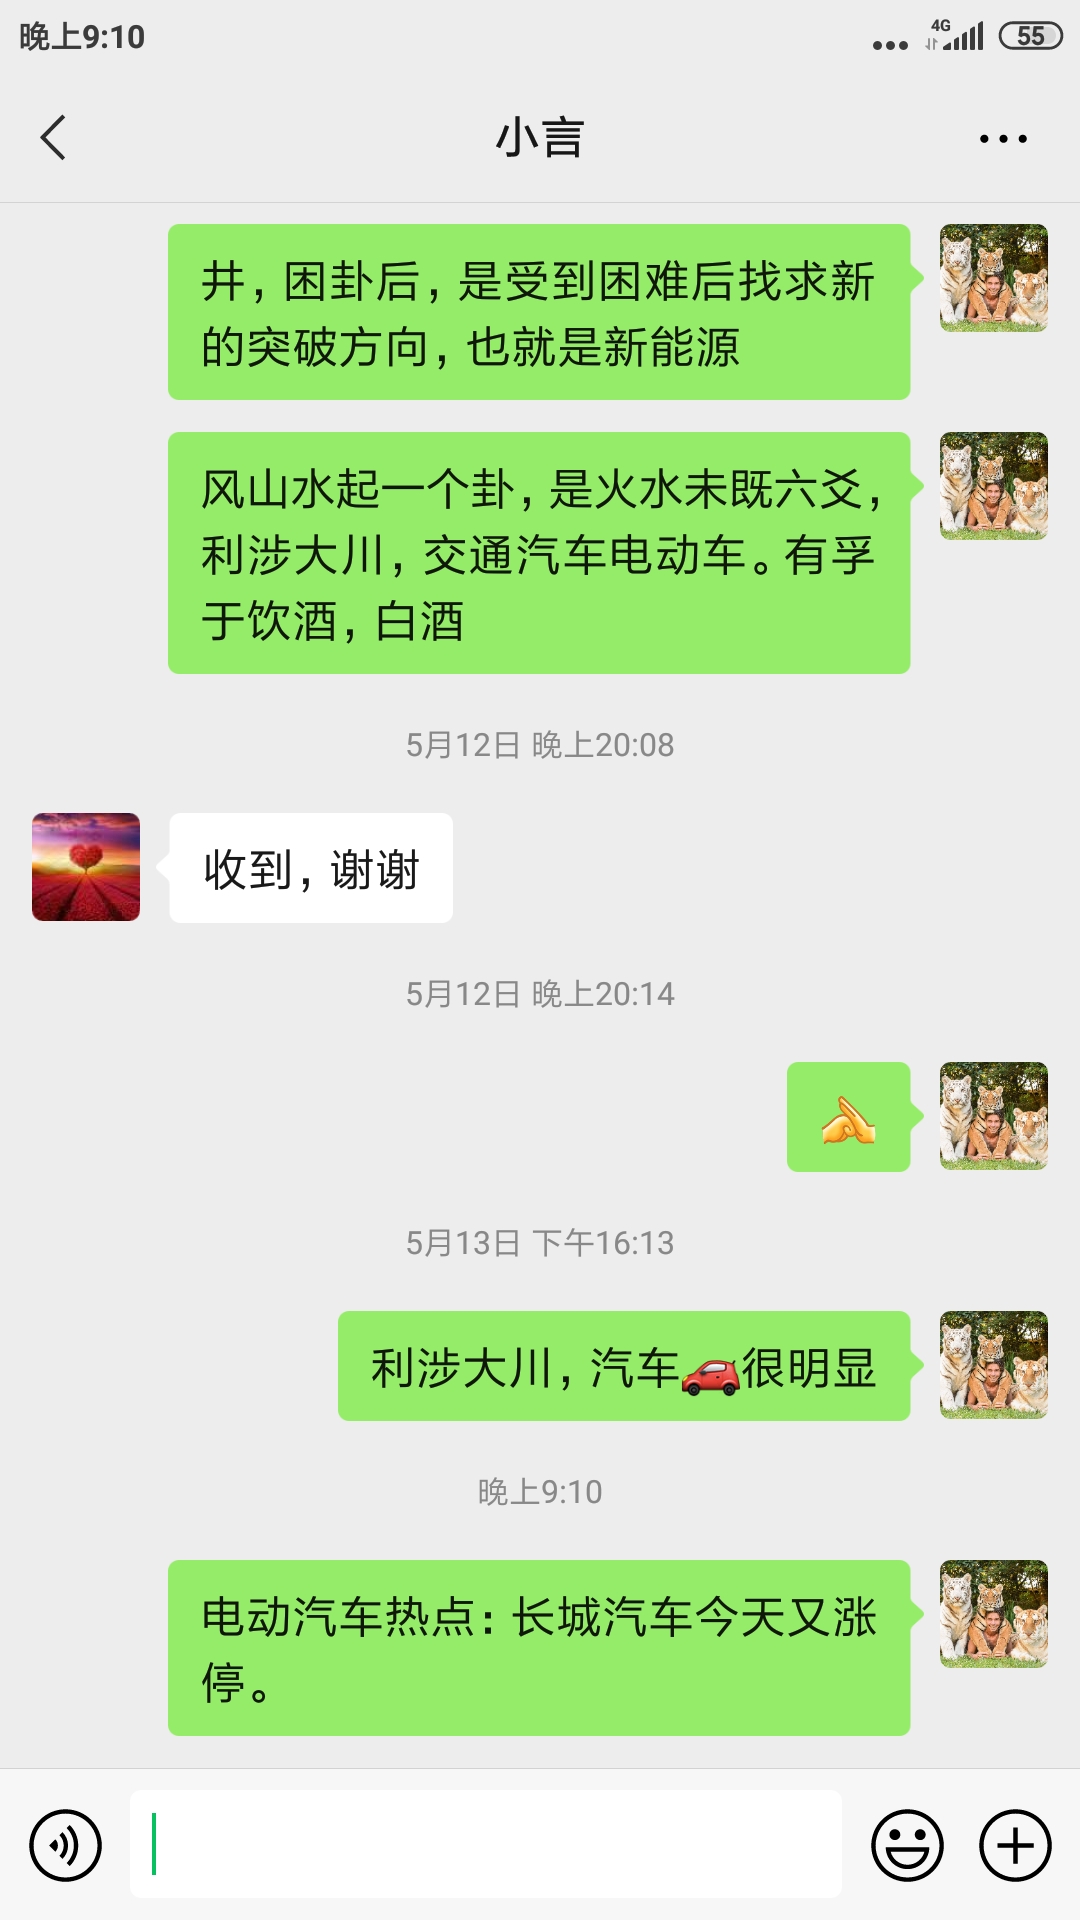 晚上9:10
4G
55
小言
井，困卦后，是受到困难后找求新
的突破方向，也就是新能源
风山水起一个卦，是火水未既六爻，
利涉大川，交通汽车电动车。有孚
于饮酒，白酒
5月12日 晚上20:08
收到，谢谢
5月12日 晚上20:14
5月13日 下午16:13
利涉大川，汽车🚗很明显
晚上9:10
电动汽车热点：长城汽车今天又涨
停。